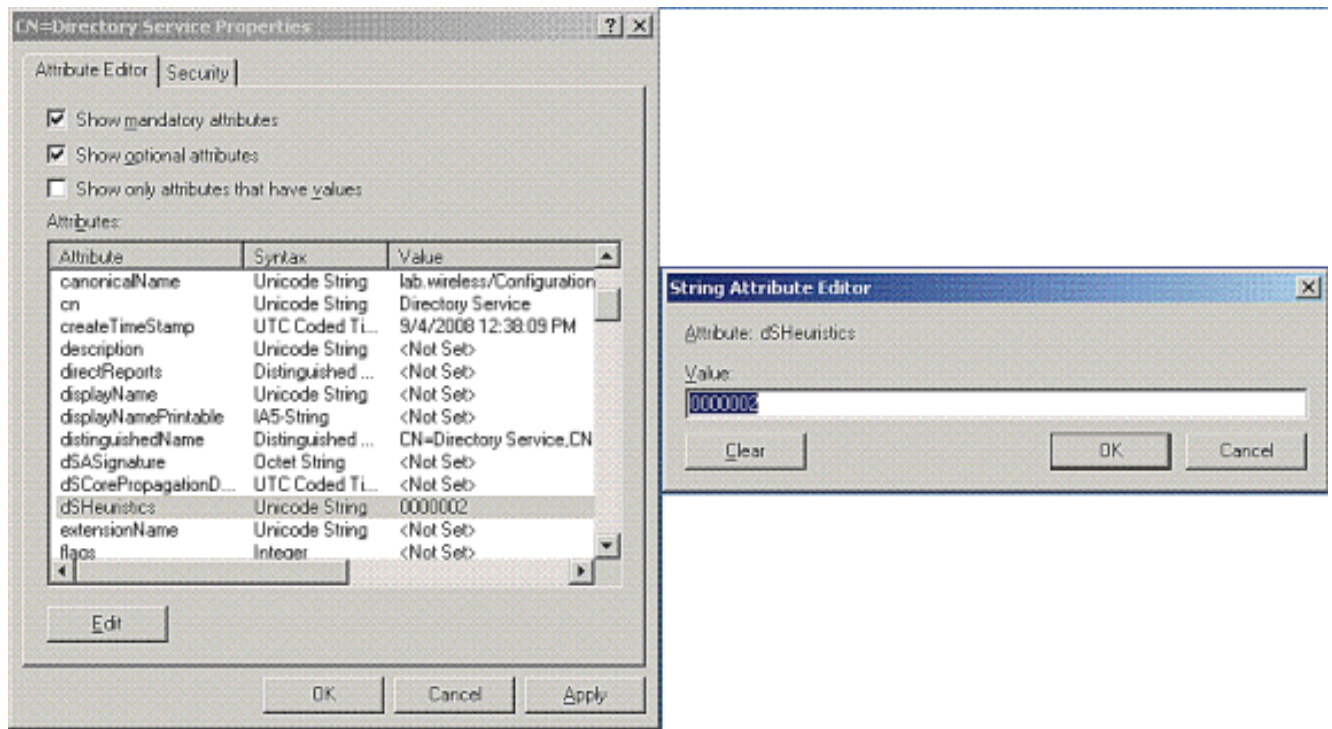 CN=Directory Service Properties
Attribute Editor
Security
Show mandatory attributes
Show optional attributes
Show only attributes that have values
Attributes:
Attribute Syntax Value
canonicalName Unicode String lab.wireless/Configuration
cn Unicode String Directory Service
createTimeStamp UTC Coded Ti... 9/4/2008 12:38:09 PM
description Unicode String <Not Set>
directReports Distinguished ... <Not Set>
displayName Unicode String <Not Set>
displayNamePrintable IA5-String <Not Set>
distinguishedName Distinguished ... CN=Directory Service,CN
dSASignature Octet String <Not Set>
dSCorePropagationD... UTC Coded Ti... <Not Set>
dSHeuristics Unicode String 0000002
extensionName Unicode String <Not Set>
flags Integer <Not Set>
Edit
OK Cancel Apply
String Attribute Editor
Attribute: dSHeuristics
Value:
0000002
Clear OK Cancel